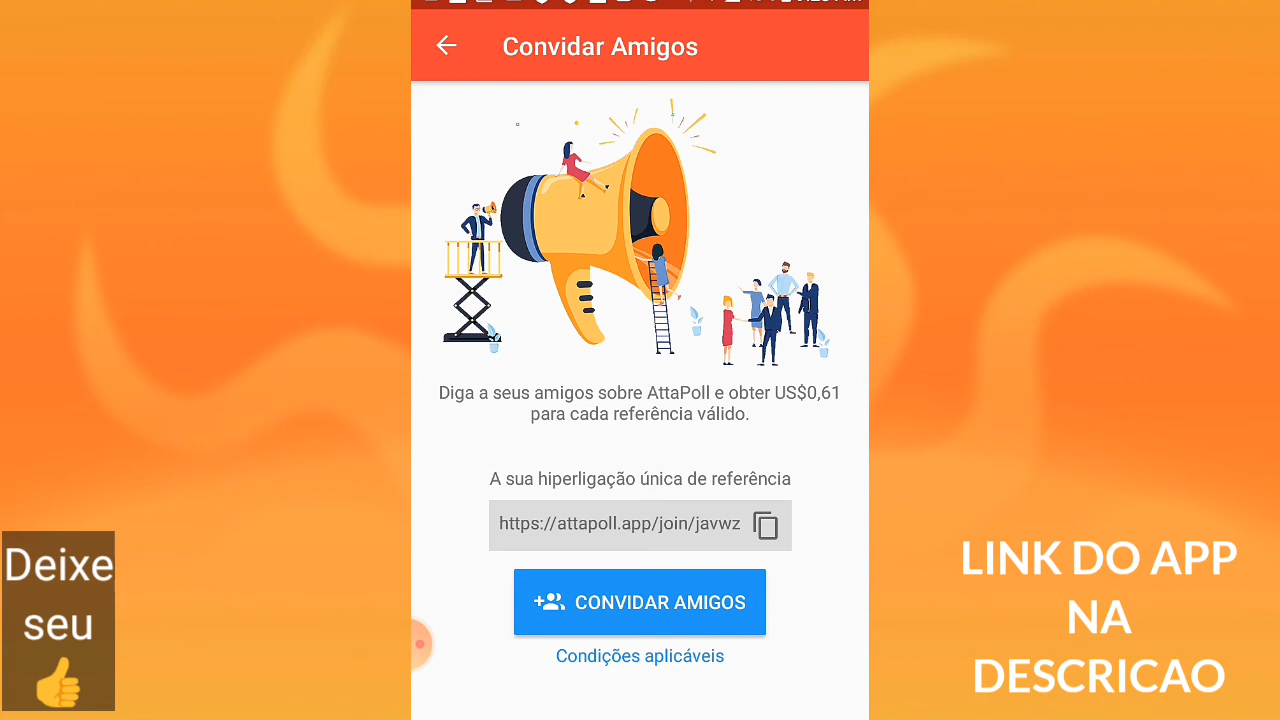 Convidar Amigos
Diga a seus amigos sobre AttaPoll e obter US$0,61
para cada referência válido.
A sua hiperligação única de referência
https://attapoll.app/join/javwz
CONVIDAR AMIGOS
Condições aplicáveis
Deixe
seu
LINK DO APP
NA
DESCRICAO